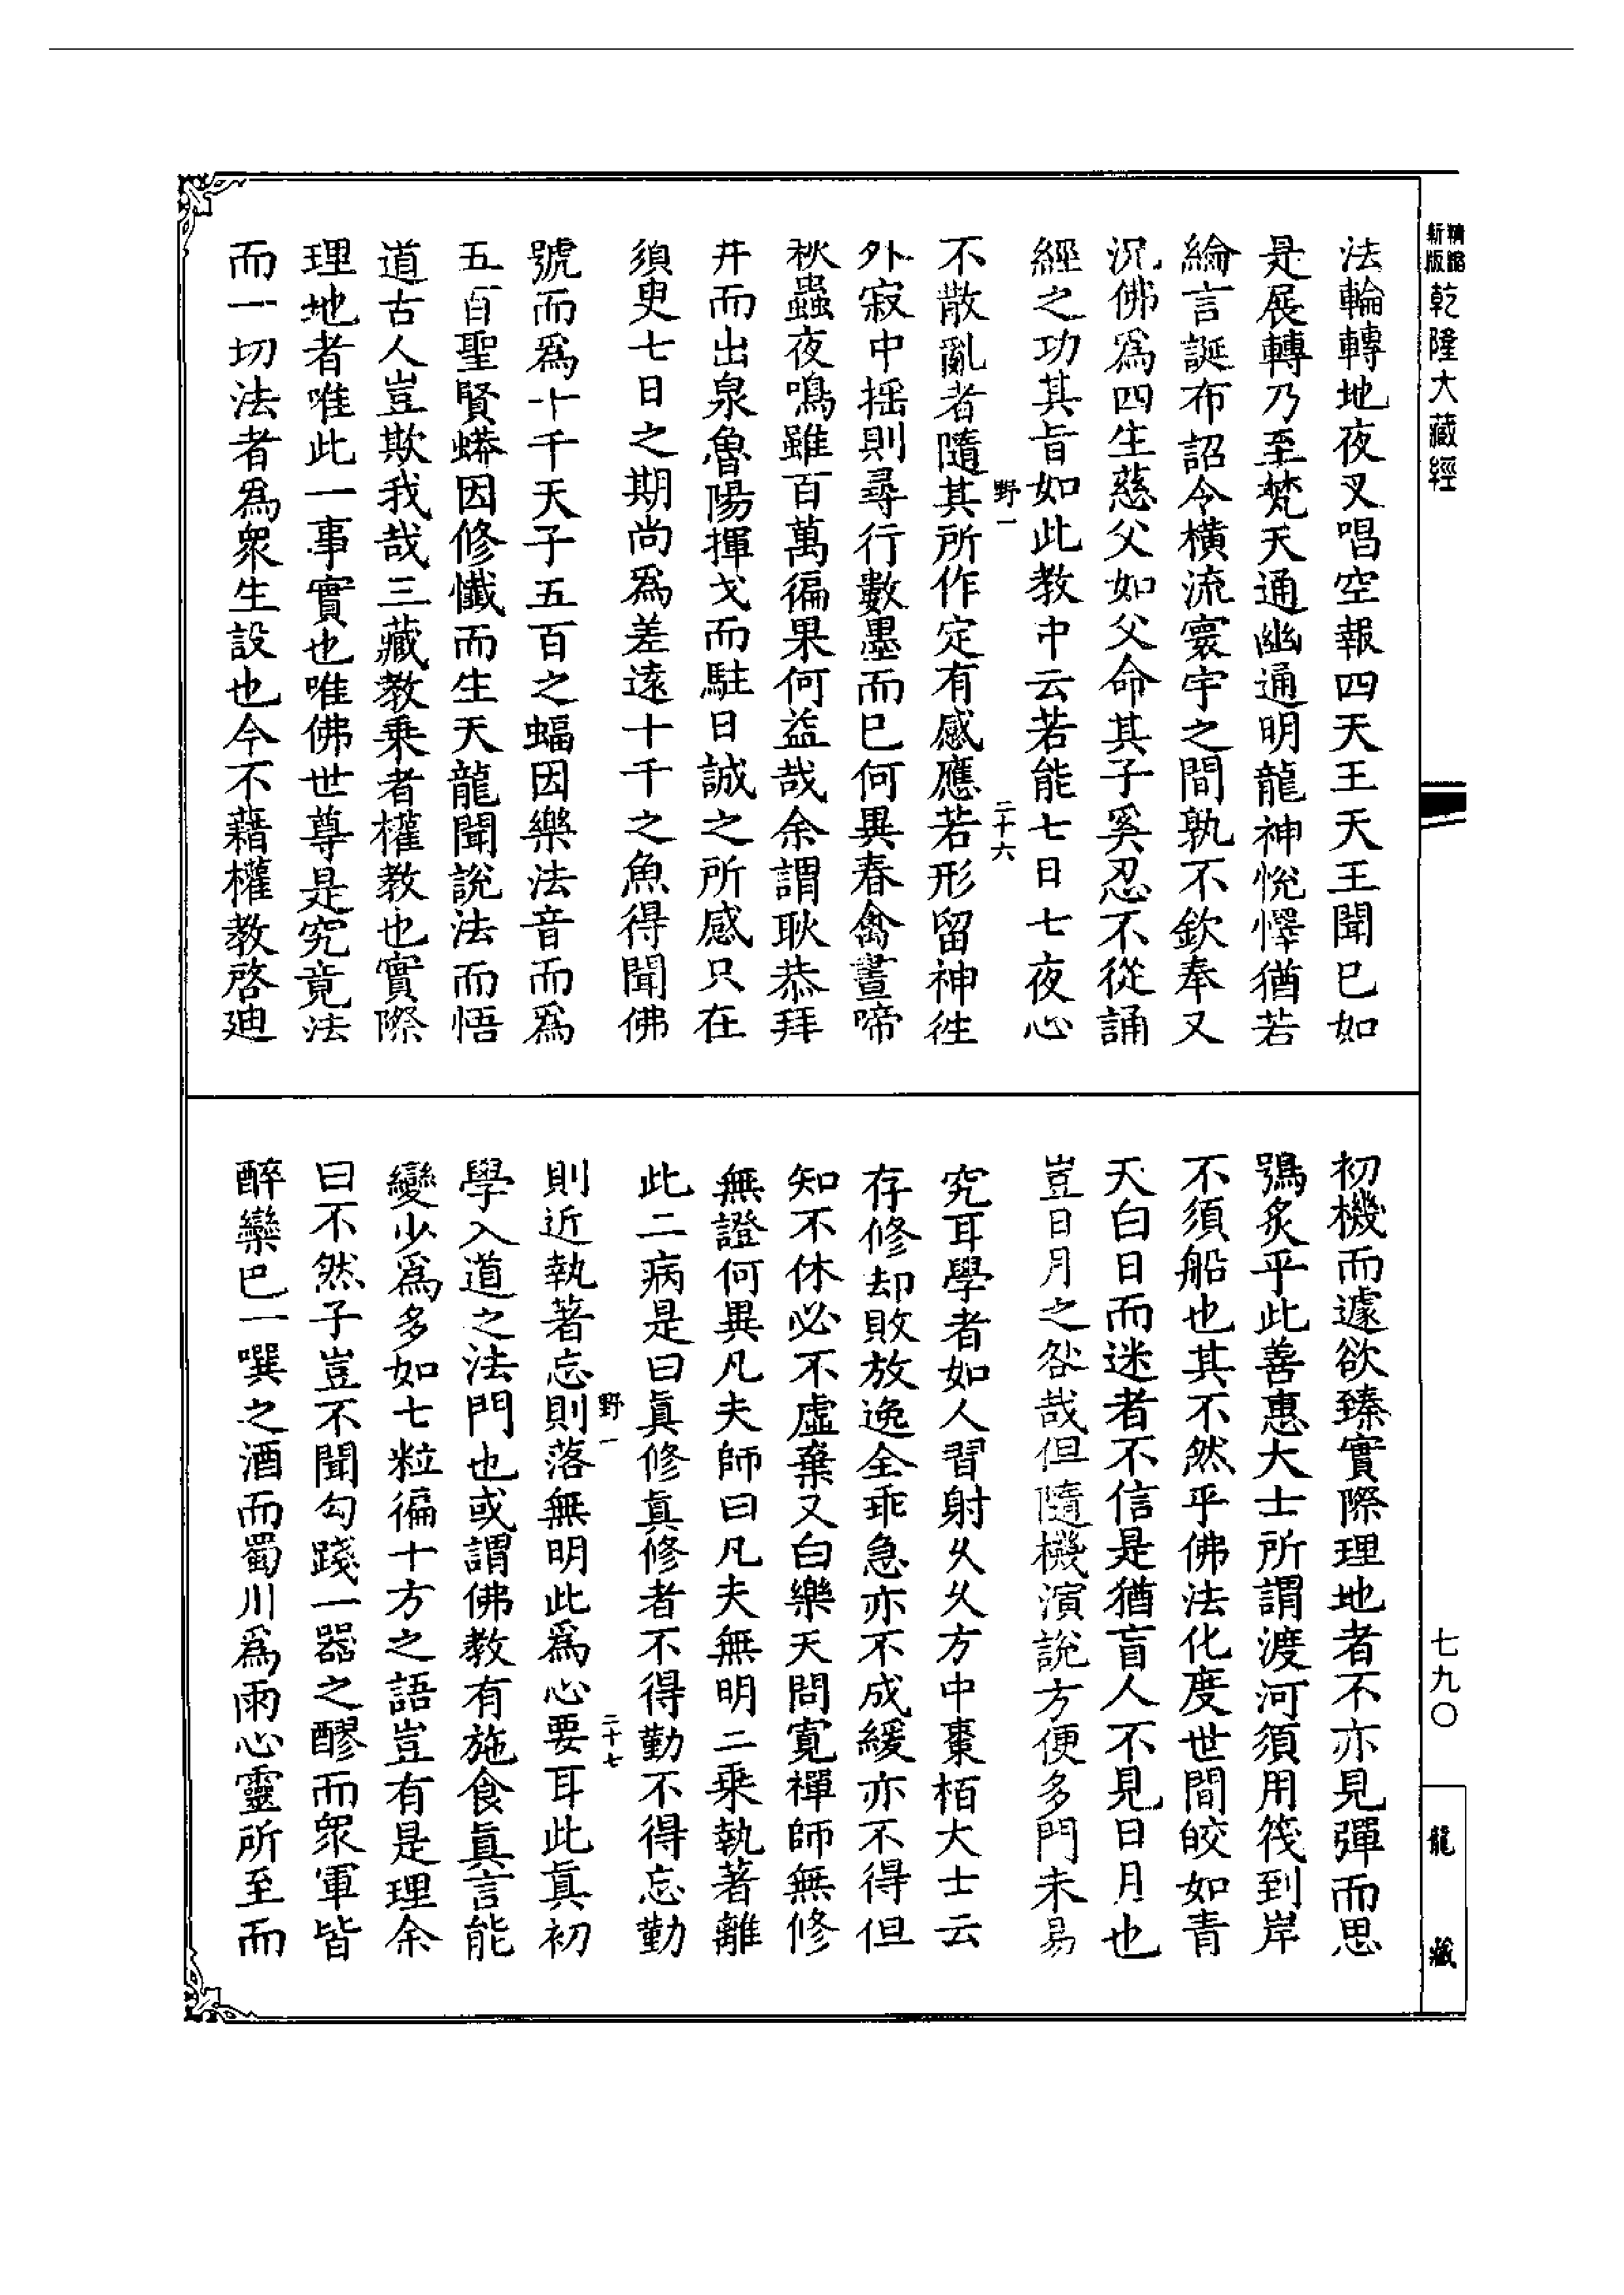 精縮新版乾隆大藏經
法輪轉地夜叉唱空報四天王天王聞已如
是展轉乃至梵天通幽通明龍神悅懌猶若
綸言誕布詔令橫流寰宇之間孰不欽奉又
況佛爲四生慈父如父命其子奚忍不從誦
經之功其旨如此教中云若能七日七夜心
野一
二十六
不散亂者隨其所作定有感應若形留神往
外寂中揺則尋行數墨而已何異春禽晝啼
秋蟲夜鳴雖百萬徧果何益哉余謂耿恭拜
井而出泉魯陽揮戈而駐日誠之所感只在
須臾七日之期尚爲差遠十千之魚得聞佛
號而爲十千天子五百之蝠因樂法音而爲
五百聖賢蟒因修懺而生天龍聞說法而悟
道古人豈欺我哉三藏教乘者權教也實際
理地者唯此一事實也唯佛世尊是究竟法
而一切法者爲衆生設也今不藉權教啓迪
初機而遽欲臻實際理地者不亦見彈而思
鴞炙乎此善惠大士所謂渡河須用筏到岸
不須船也其不然乎佛法化度世間皎如青
天白日而迷者不信是猶盲人不見日月也
豈日月之咎哉但隨機演說方便多門未易
究耳學者如人習射久久方中棗栢大士云
存修却敗放逸全乖急亦不成緩亦不得但
知不休必不虛棄又白樂天問寬禪師無修
無證何異凡夫師曰凡夫無明二乘執著離
此二病是曰眞修眞修者不得勤不得忘勤
野一
二十七
則近執著忘則落無明此爲心要耳此眞初
學入道之法門也或謂佛教有施食眞言能
變少爲多如七粒徧十方之語豈有是理余
曰不然子豈不聞勾踐一器之醪而衆軍皆
醉欒巴一噀之酒而蜀川爲雨心靈所至而
七九〇
龍藏